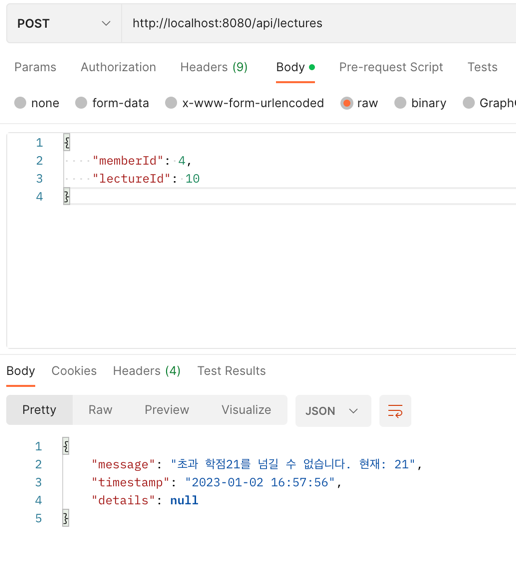 POST http://localhost:8080/api/lectures
Params Authorization Headers (9) Body Pre-request Script Tests
none form-data x-www-form-urlencoded raw binary Graph
1 {
2 "memberId": 4,
3 "lectureId": 10
4 }
Body Cookies Headers (4) Test Results
Pretty Raw Preview Visualize JSON
1 {
2 "message": "초과 학점21를 넘길 수 없습니다. 현재: 21",
3 "timestamp": "2023-01-02 16:57:56",
4 "details": null
5 }